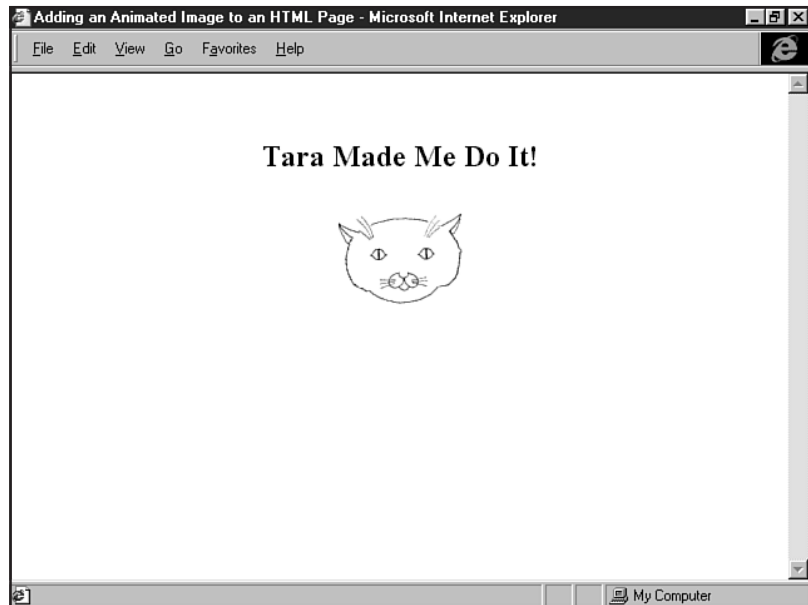 Adding an Animated Image to an HTML Page - Microsoft Internet Explorer
File Edit View Go Favorites Help
Tara Made Me Do It!
My Computer